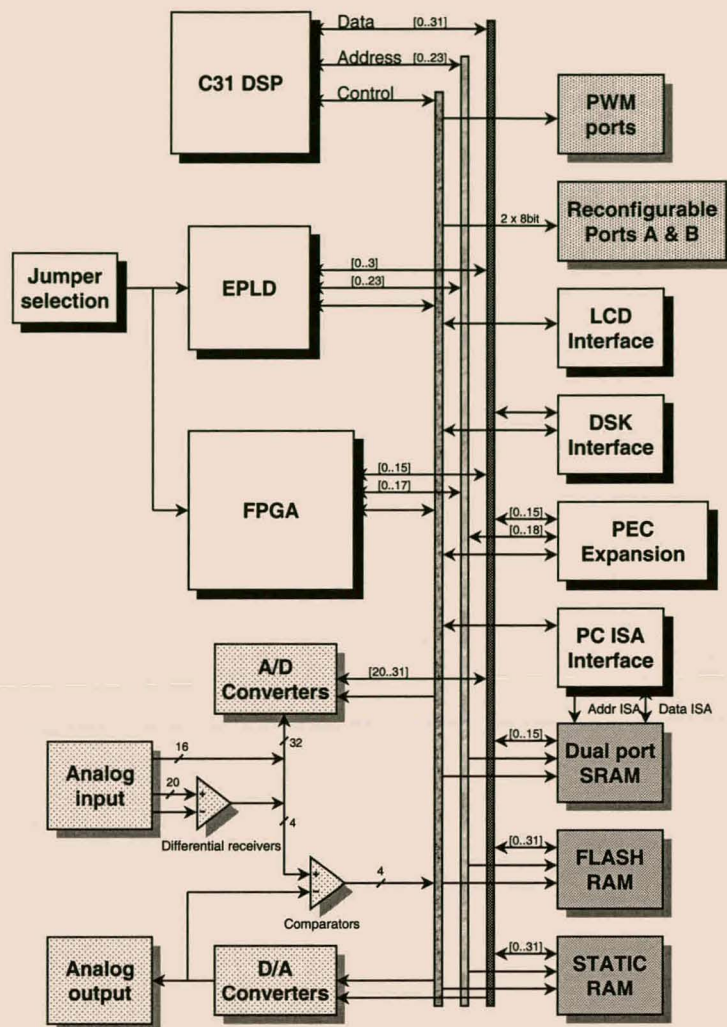 Data [0..31]
Address [0..23]
Control
C31 DSP
PWM
ports
2 x 8bit
Reconfigurable
Ports A & B
Jumper
selection
EPLD
[0..3]
[0..23]
LCD
Interface
DSK
Interface
FPGA
[0..15]
[0..17]
[0..15]
[0..18]
PEC
Expansion
PC ISA
Interface
A/D
Converters
[20..31]
Addr ISA
Data ISA
[0..15]
Dual port
SRAM
Analog
input
16
20
32
+
−
4
Differential receivers
[0..31]
FLASH
RAM
+
−
4
Comparators
Analog
output
D/A
Converters
[0..31]
STATIC
RAM